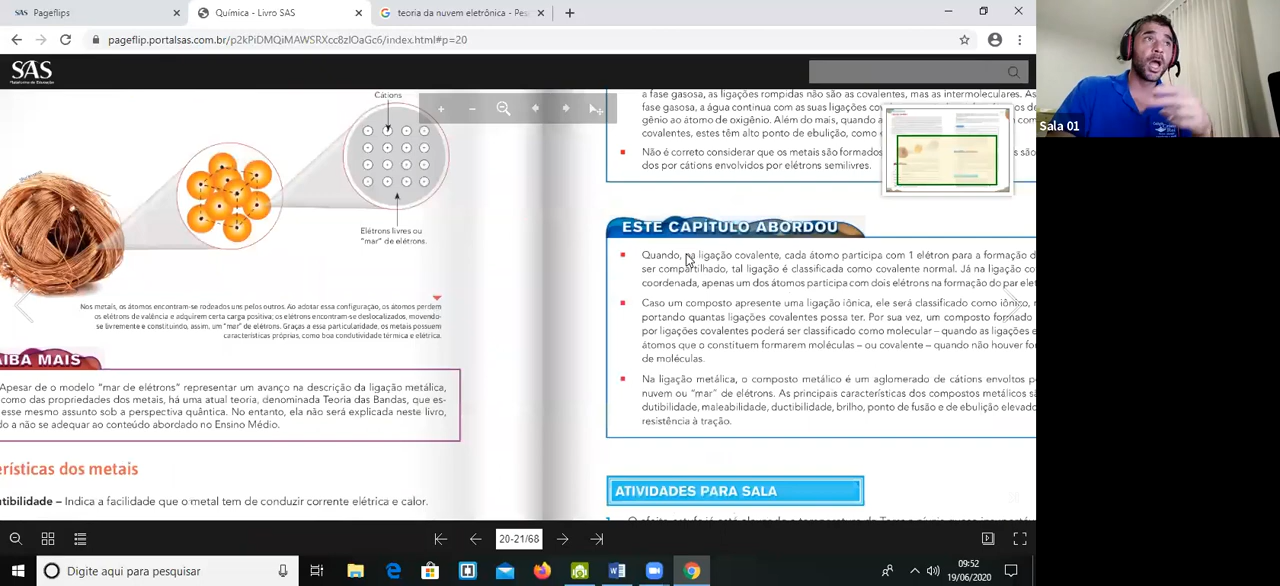 Pageflips
Química - Livro SAS
teoria da nuvem eletrônica - Pes
pageflip.portalsas.com.br/p2kPiDMQiMAWSRXcc8zIOaGc6/index.html#p=20
SAS
Plataforma de Educação
Sala 01
Cátions
Elétrons livres ou
"mar" de elétrons.
Nos metais, os átomos encontram-se rodeados uns pelos outros. Ao adotar essa configuração, os átomos perdem
os elétrons de valência e adquirem certa carga positiva; os elétrons encontram-se deslocalizados, movendo-
se livremente e constituindo, assim, um "mar" de elétrons. Graças a essa particularidade, os metais possuem
características próprias, como boa condutividade térmica e elétrica.
AIBA MAIS
Apesar de o modelo "mar de elétrons" representar um avanço na descrição da ligação metálica,
como das propriedades dos metais, há uma atual teoria, denominada Teoria das Bandas, que es-
esse mesmo assunto sob a perspectiva quântica. No entanto, ela não será explicada neste livro,
do a não se adequar ao conteúdo abordado no Ensino Médio.
erísticas dos metais
utibilidade – Indica a facilidade que o metal tem de conduzir corrente elétrica e calor.
a fase gasosa, as ligações rompidas não são as covalentes, mas as intermoleculares. As
fase gasosa, a água continua com as suas ligações cov
gênio ao átomo de oxigênio. Além do mais, quando a
covalentes, estes têm alto ponto de ebulição, como
Não é correto considerar que os metais são formados
dos por cátions envolvidos por elétrons semilivres.
ESTE CAPÍTULO ABORDOU
Quando, na ligação covalente, cada átomo participa com 1 elétron para a formação d
ser compartilhado, tal ligação é classificada como covalente normal. Já na ligação co
coordenada, apenas um dos átomos participa com dois elétrons na formação do par elet
Caso um composto apresente uma ligação iônica, ele será classificado como iônico,
portando quantas ligações covalentes possa ter. Por sua vez, um composto formado
por ligações covalentes poderá ser classificado como molecular – quando as ligações e
átomos que o constituem formarem moléculas – ou covalente – quando não houver fo
de moléculas.
Na ligação metálica, o composto metálico é um aglomerado de cátions envoltos p
nuvem ou "mar" de elétrons. As principais características dos compostos metálicos s
dutibilidade, maleabilidade, ductibilidade, brilho, ponto de fusão e de ebulição elevado
resistência à tração.
ATIVIDADES PARA SALA
20-21/68
Digite aqui para pesquisar
09:52
19/06/2020